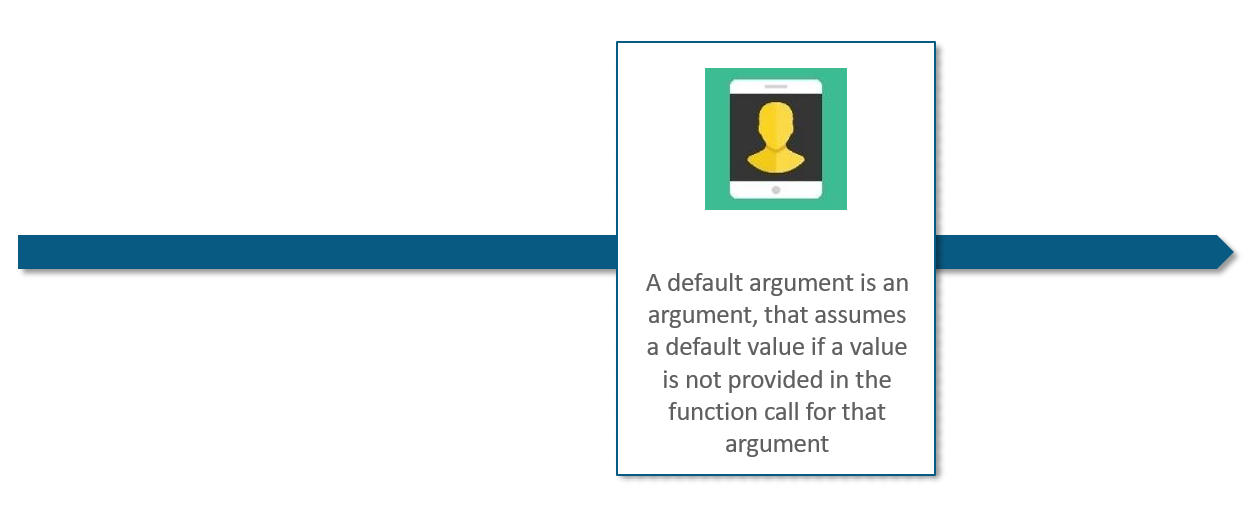 A default argument is an
argument, that assumes
a default value if a value
is not provided in the
function call for that
argument